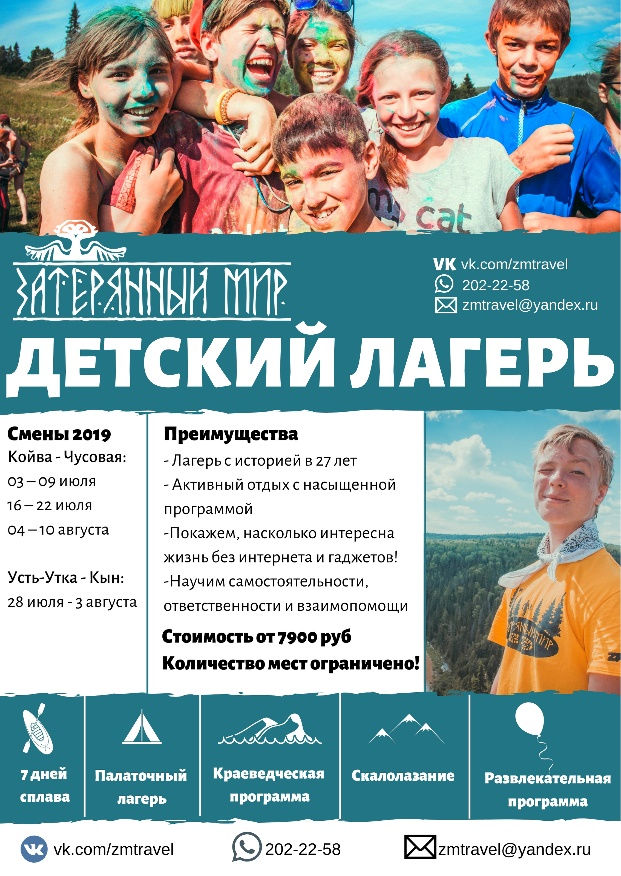 cat
ЗАТЕРЯННЫЙ МИР
VK vk.com/zmtravel
202-22-58
zmtravel@yandex.ru
ДЕТСКИЙ ЛАГЕРЬ
Смены 2019
Койва - Чусовая:
03 – 09 июля
16 – 22 июля
04 – 10 августа
Усть-Утка - Кын:
28 июля - 3 августа
Преимущества
- Лагерь с историей в 27 лет
- Активный отдых с насыщенной
программой
-Покажем, насколько интересна
жизнь без интернета и гаджетов!
-Научим самостоятельности,
ответственности и взаимопомощи
Стоимость от 7900 руб
Количество мест ограничено!
7 дней
сплава
Палаточный
лагерь
Краеведческая
программа
Скалолазание
Развлекательная
программа
vk.com/zmtravel
202-22-58
zmtravel@yandex.ru